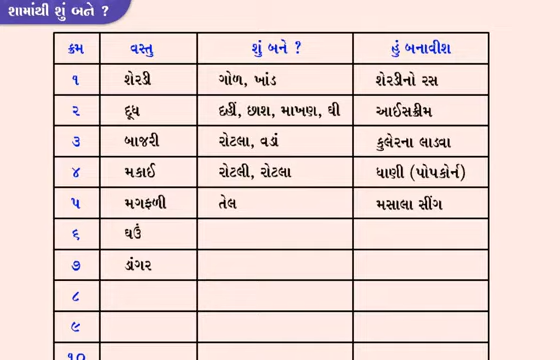 શામાંથી શું બને ?
ક્રમ વસ્તુ શું બને ? હું બનાવીશ
૧ શેરડી ગોળ, ખાંડ શેરડીનો રસ
૨ દૂધ દહીં, છાશ, માખણ, ઘી આઈસક્રીમ
૩ બાજરી રોટલા, વડાં કુલેરના લાડવા
૪ મકાઈ રોટલી, રોટલા ધાણી (પોપકોર્ન)
૫ મગફળી તેલ મસાલા સીંગ
૬ ઘઉં
૭ ડાંગર
૮
૯
૧૦